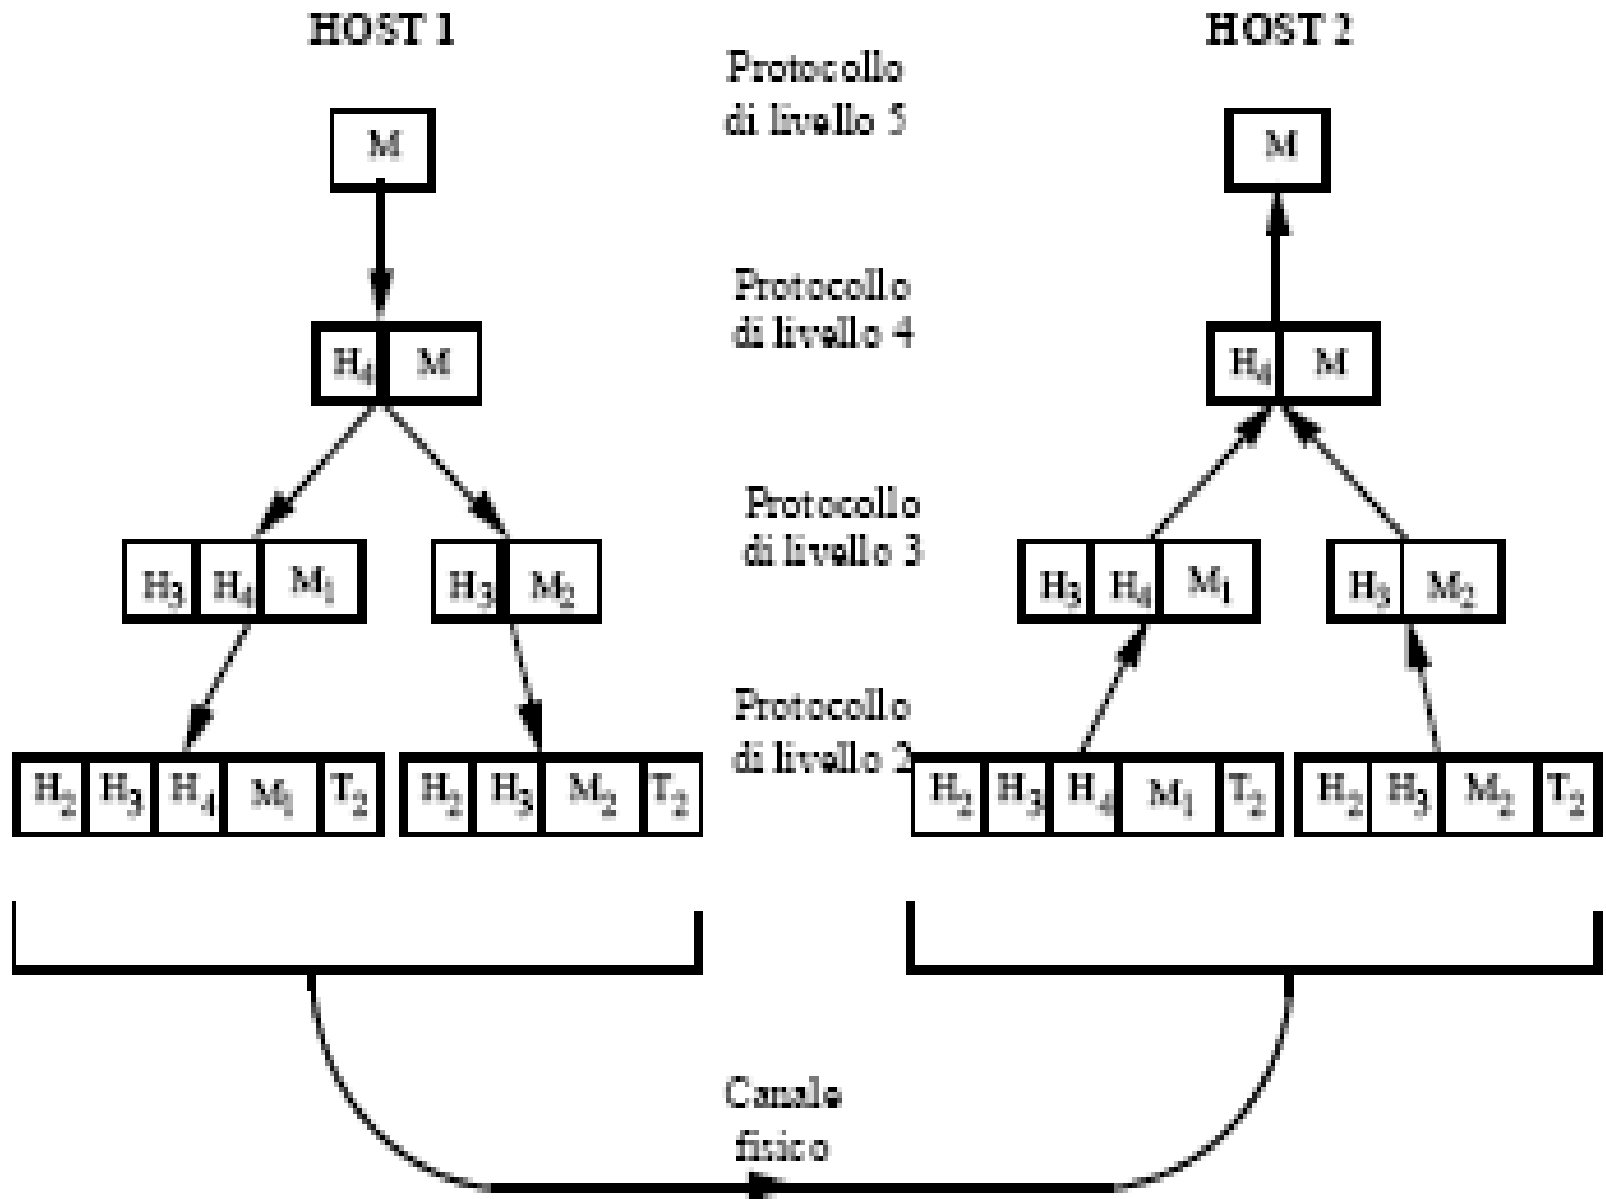 HOST 1
HOST 2
Protocollo
di livello 5
M
M
Protocollo
di livello 4
H4 M
H4 M
Protocollo
di livello 3
H3 H4 M1
H3 M2
H3 H4 M1
H3 M2
Protocollo
di livello 2
H2 H3 H4 M1 T2
H2 H3 M2 T2
H2 H3 H4 M1 T2
H2 H3 M2 T2
Canale
fisico